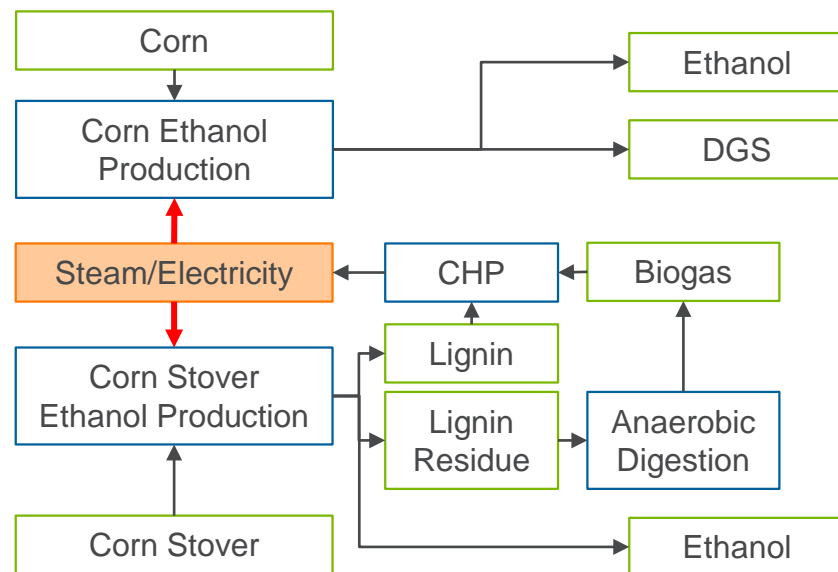 Corn
Ethanol
Corn Ethanol
Production
DGS
Steam/Electricity
CHP
Biogas
Lignin
Corn Stover
Ethanol Production
Lignin
Residue
Anaerobic
Digestion
Corn Stover
Ethanol